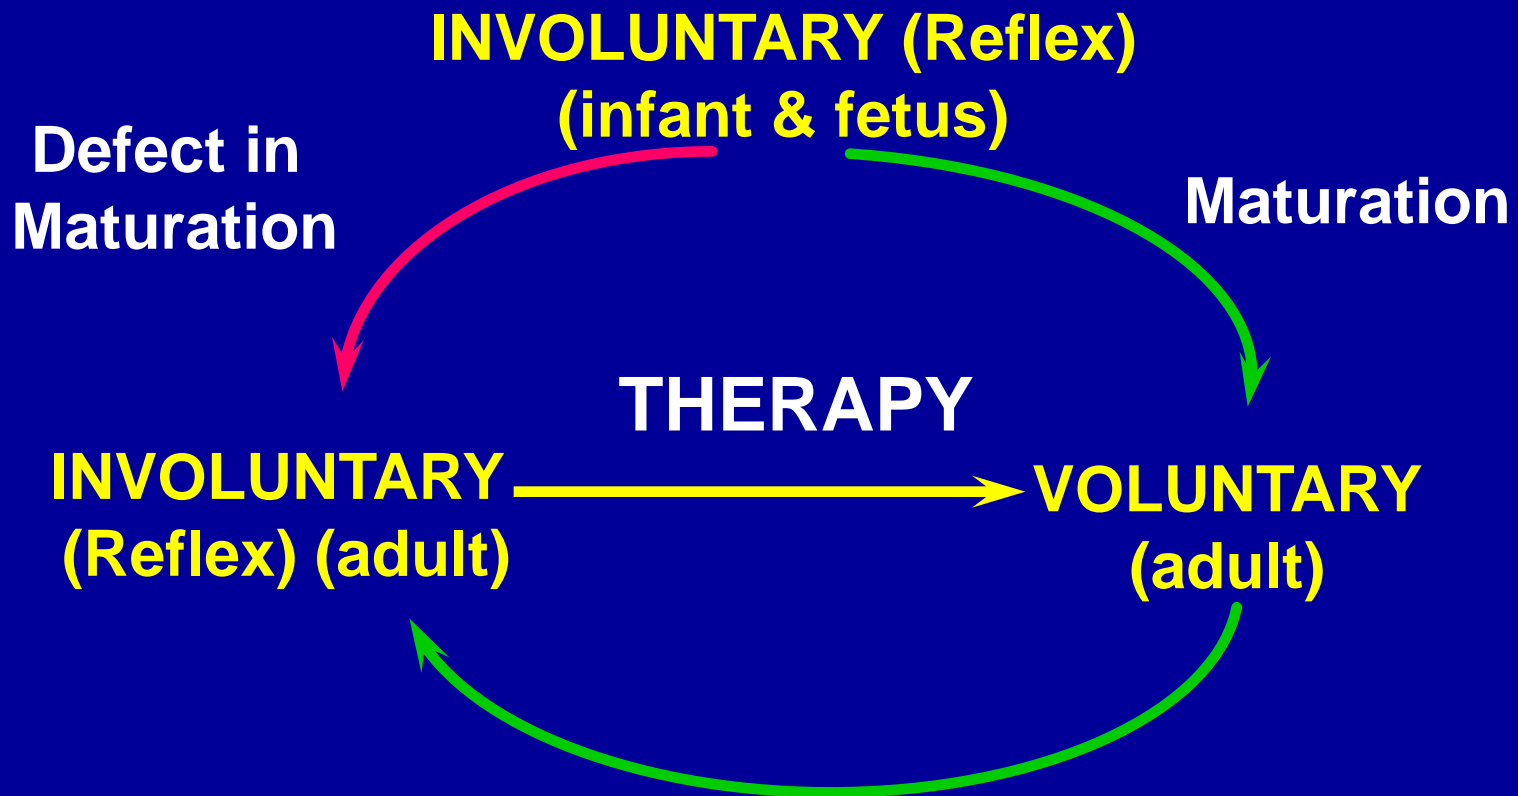 INVOLUNTARY (Reflex)
(infant & fetus)
Defect in
Maturation
Maturation
THERAPY
INVOLUNTARY
(Reflex) (adult)
VOLUNTARY
(adult)